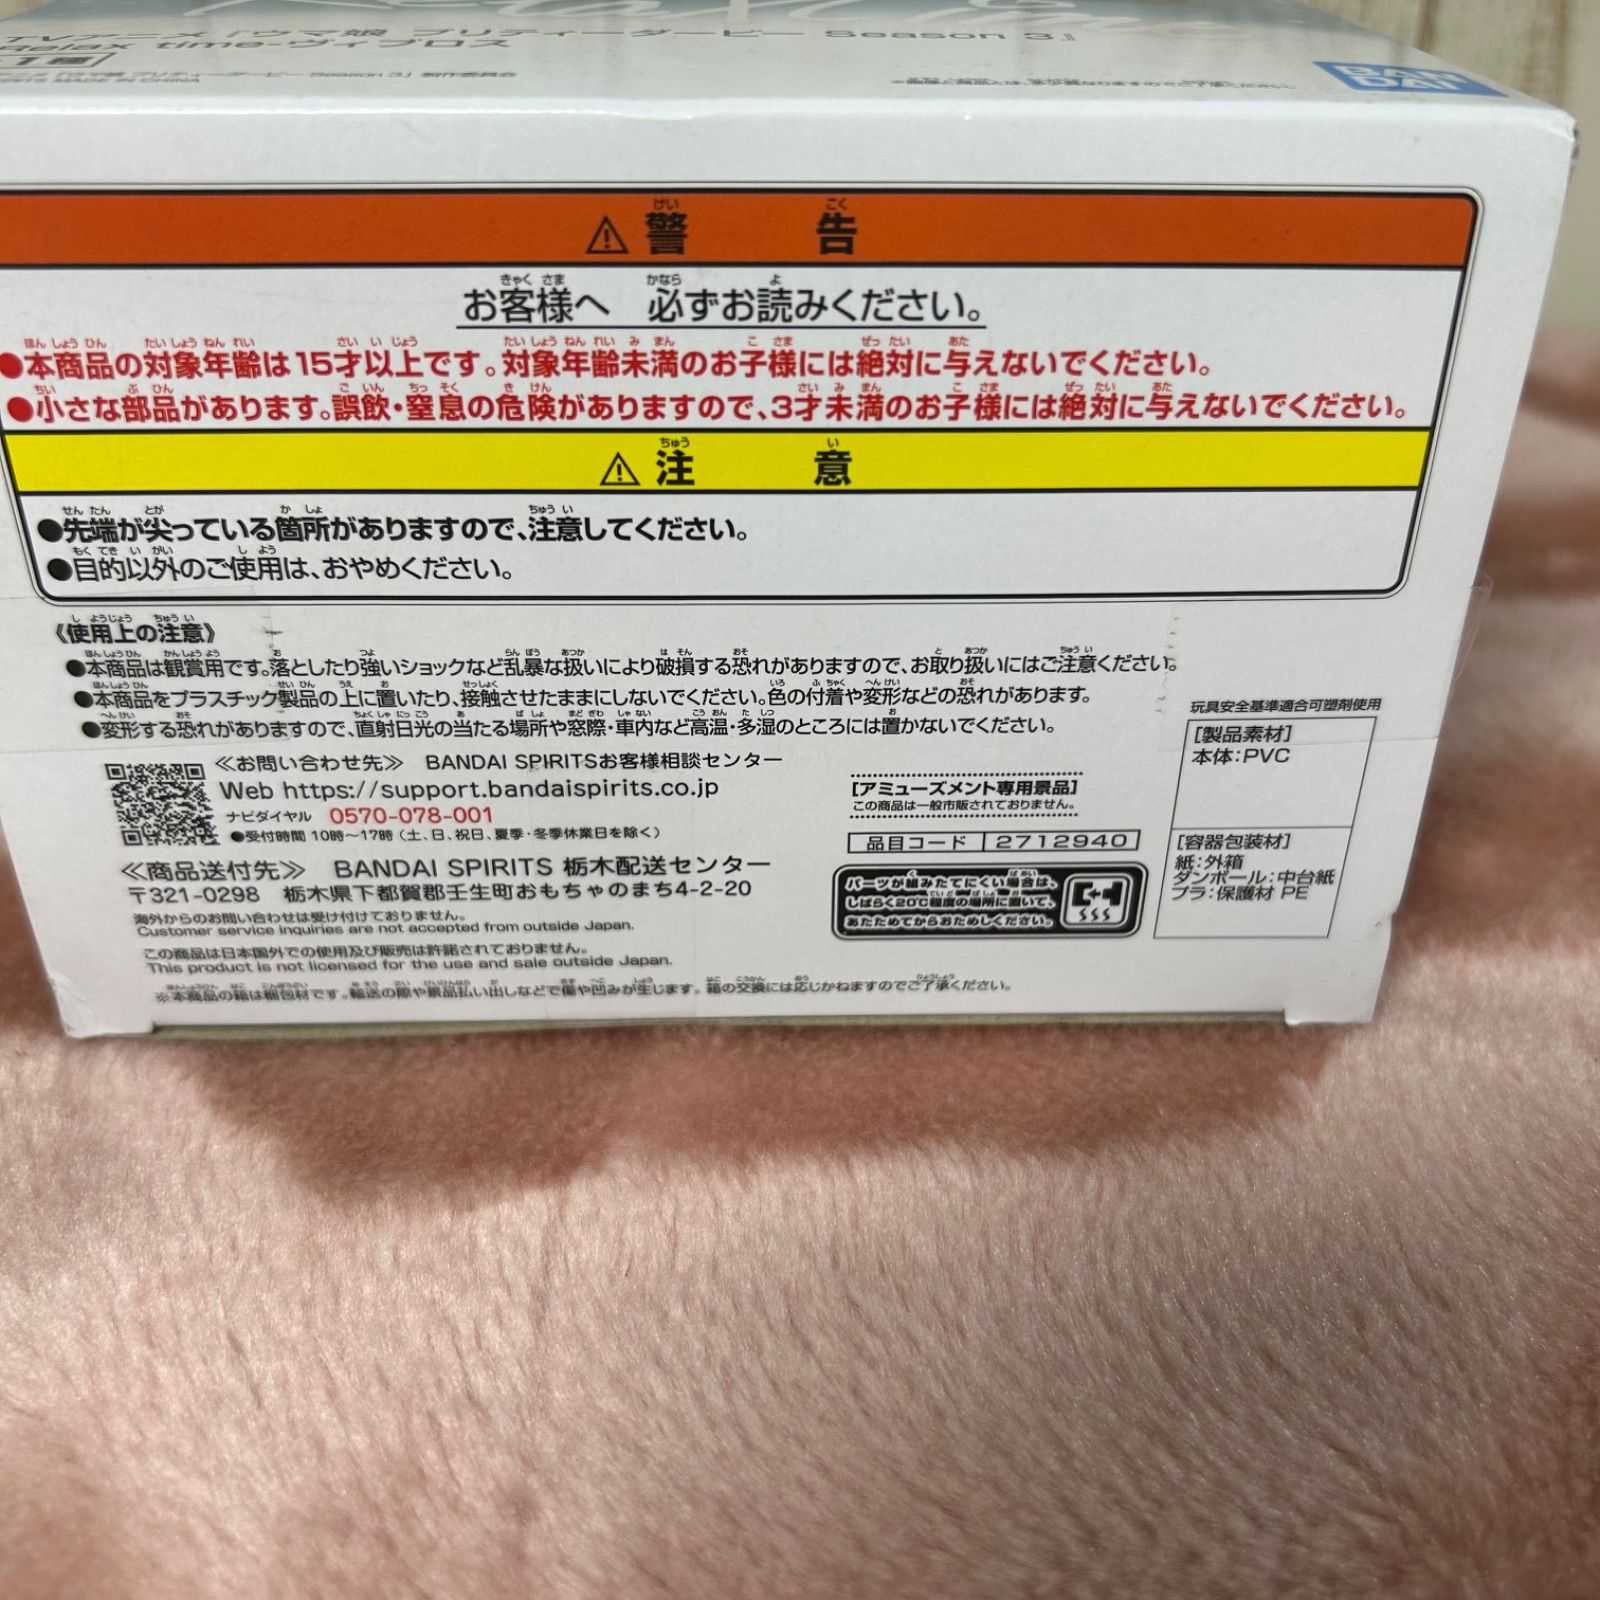 TVアニメ『ウマ娘 プリティーダービー Season 3』
Relax time-ヴィブロス
全1種
アニメ『ウマ娘 プリティーダービー Season 3』製作委員会
MADE IN CHINA
BAN
DAI
⚠警告
お客様へ 必ずお読みください。
●本商品の対象年齢は15才以上です。対象年齢未満のお子様には絶対に与えないでください。
●小さな部品があります。誤飲・窒息の危険がありますので、3才未満のお子様には絶対に与えないでください。
⚠注意
●先端が尖っている箇所がありますので、注意してください。
●目的以外のご使用は、おやめください。
《使用上の注意》
●本商品は観賞用です。落としたり強いショックなど乱暴な扱いにより破損する恐れがありますので、お取り扱いにはご注意ください。
●本商品をプラスチック製品の上に置いたり、接触させたままにしないでください。色の付着や変形などの恐れがあります。
●変形する恐れがありますので、直射日光の当たる場所や窓際・車内など高温・多湿のところには置かないでください。
≪お問い合わせ先≫ BANDAI SPIRITSお客様相談センター
Web https://support.bandaispirits.co.jp
ナビダイヤル 0570-078-001
●受付時間 10時～17時（土、日、祝日、夏季・冬季休業日を除く）
≪商品送付先≫ BANDAI SPIRITS 栃木配送センター
〒321-0298 栃木県下都賀郡壬生町おもちゃのまち4-2-20
海外からのお問い合わせは受け付けておりません。
Customer service inquiries are not accepted from outside Japan.
この商品は日本国外での使用及び販売は許諾されておりません。
This product is not licensed for the use and sale outside Japan.
※本商品の箱は梱包材です。輸送の際や景品払い出しなどで傷や凹みが生じます。箱の交換には応じかねますのでご了承ください。
[アミューズメント専用景品]
この商品は一般市販されておりません。
品目コード 2712940
パーツが組みたてにくい場合は、
しばらく20℃程度の場所に置いて、
あたためてからおためしください。
玩具安全基準適合可塑剤使用
[製品素材]
本体：PVC
[容器包装材]
紙：外箱
ダンボール：中台紙
プラ：保護材 PE